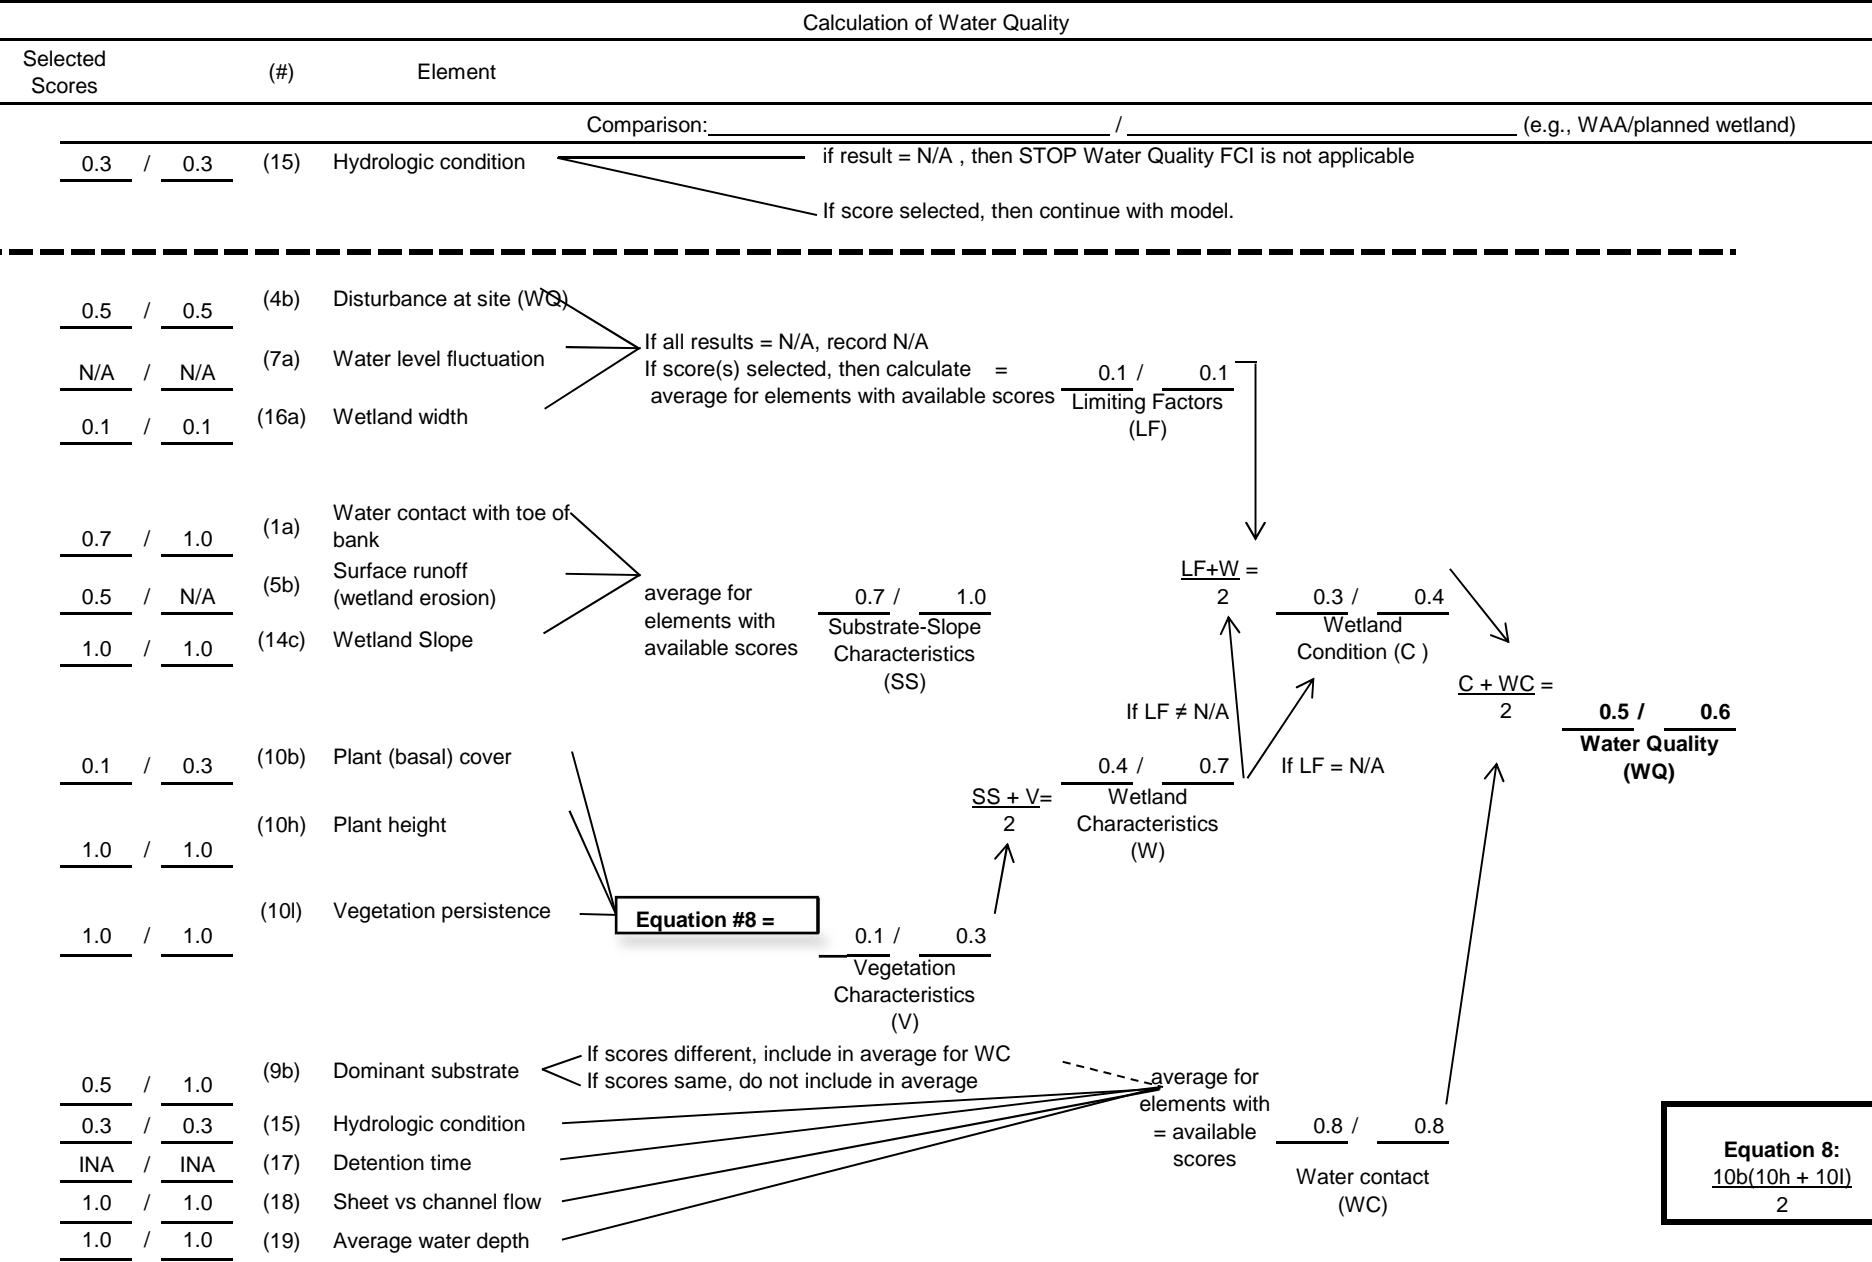 Calculation of Water Quality
Selected
Scores
(#)
Element
Comparison: / (e.g., WAA/planned wetland)
0.3 / 0.3 (15) Hydrologic condition
if result = N/A , then STOP Water Quality FCI is not applicable
If score selected, then continue with model.
0.5 / 0.5 (4b) Disturbance at site (WQ)
N/A / N/A (7a) Water level fluctuation
0.1 / 0.1 (16a) Wetland width
If all results = N/A, record N/A
If score(s) selected, then calculate =
average for elements with available scores
0.1 / 0.1
Limiting Factors
(LF)
0.7 / 1.0 (1a) Water contact with toe of
bank
0.5 / N/A (5b) Surface runoff
(wetland erosion)
1.0 / 1.0 (14c) Wetland Slope
average for
elements with
available scores
0.7 / 1.0
Substrate-Slope
Characteristics
(SS)
LF+W =
2
0.3 / 0.4
Wetland
Condition (C )
If LF ≠ N/A
If LF = N/A
C + WC =
2
0.5 / 0.6
Water Quality
(WQ)
0.1 / 0.3 (10b) Plant (basal) cover
1.0 / 1.0 (10h) Plant height
1.0 / 1.0 (10l) Vegetation persistence
Equation #8 =
0.1 / 0.3
Vegetation
Characteristics
(V)
SS + V=
2
0.4 / 0.7
Wetland
Characteristics
(W)
0.5 / 1.0 (9b) Dominant substrate
If scores different, include in average for WC
If scores same, do not include in average
0.3 / 0.3 (15) Hydrologic condition
INA / INA (17) Detention time
1.0 / 1.0 (18) Sheet vs channel flow
1.0 / 1.0 (19) Average water depth
average for
elements with
= available
scores
0.8 / 0.8
Water contact
(WC)
Equation 8:
10b(10h + 10l)
2